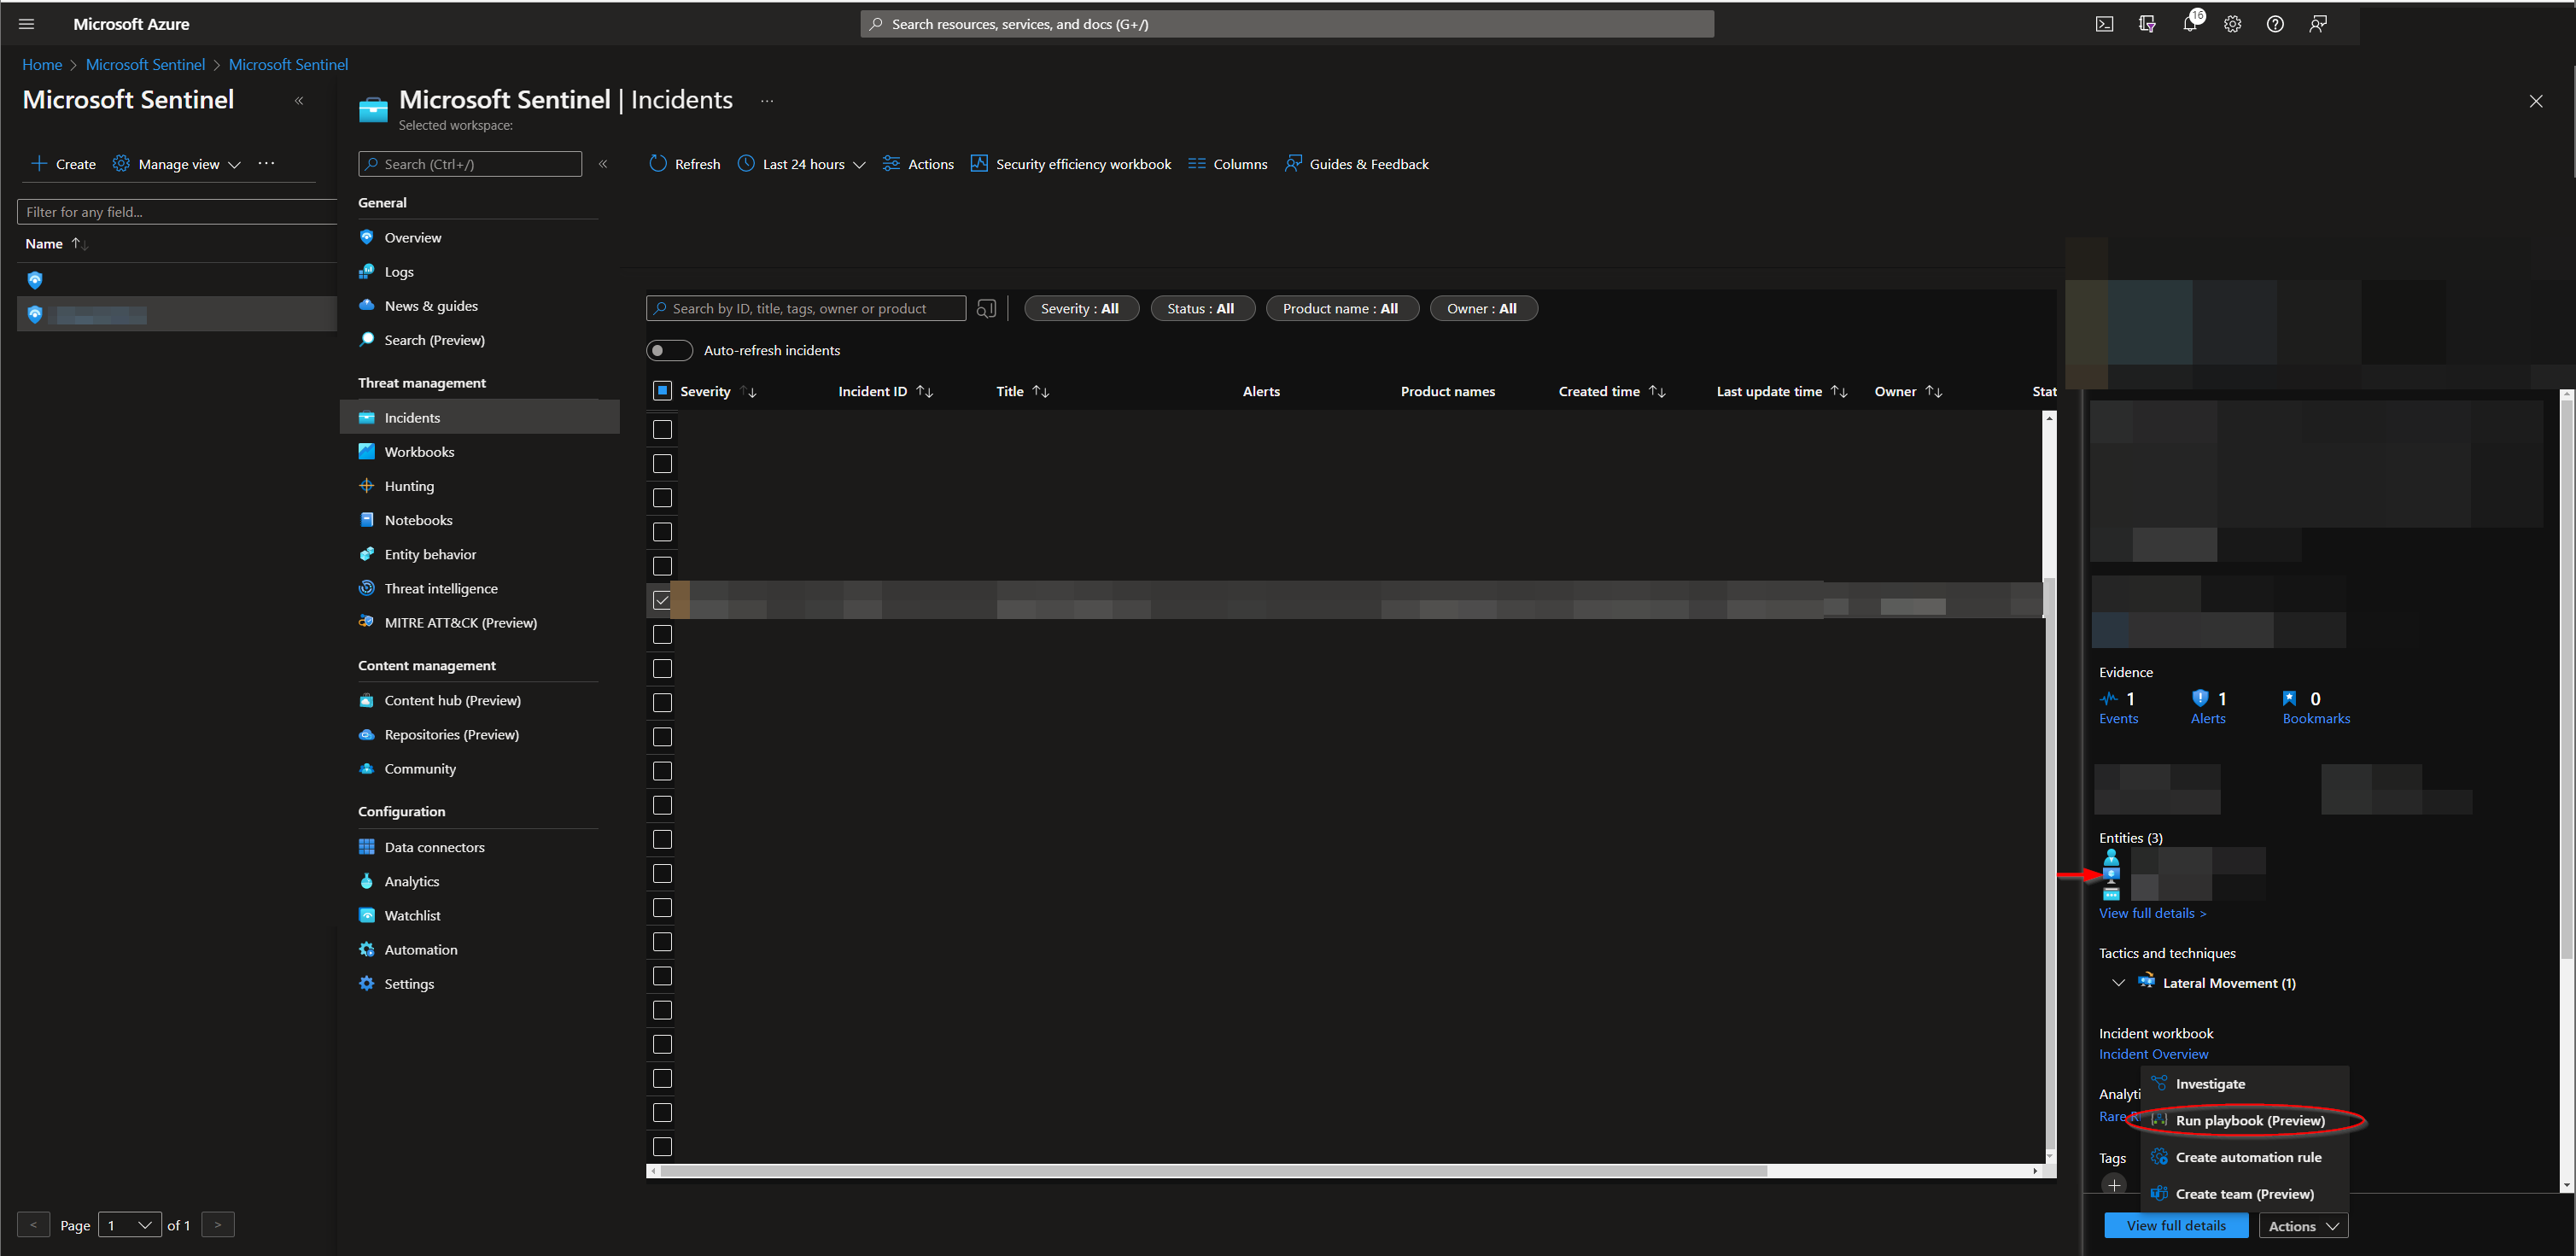 Microsoft Azure
Search resources, services, and docs (G+/)
16
Home > Microsoft Sentinel > Microsoft Sentinel
Microsoft Sentinel
Create
Manage view
Filter for any field...
Name
Page 1 of 1
Microsoft Sentinel | Incidents
Selected workspace:
Search (Ctrl+/)
General
Overview
Logs
News & guides
Search (Preview)
Threat management
Incidents
Workbooks
Hunting
Notebooks
Entity behavior
Threat intelligence
MITRE ATT&CK (Preview)
Content management
Content hub (Preview)
Repositories (Preview)
Community
Configuration
Data connectors
Analytics
Watchlist
Automation
Settings
Refresh
Last 24 hours
Actions
Security efficiency workbook
Columns
Guides & Feedback
Search by ID, title, tags, owner or product
Severity : All
Status : All
Product name : All
Owner : All
Auto-refresh incidents
Severity
Incident ID
Title
Alerts
Product names
Created time
Last update time
Owner
Stat
Evidence
1
Events
1
Alerts
0
Bookmarks
Entities (3)
View full details >
Tactics and techniques
Lateral Movement (1)
Incident workbook
Incident Overview
Analyti
Rare R
Tags
Investigate
Run playbook (Preview)
Create automation rule
Create team (Preview)
View full details
Actions